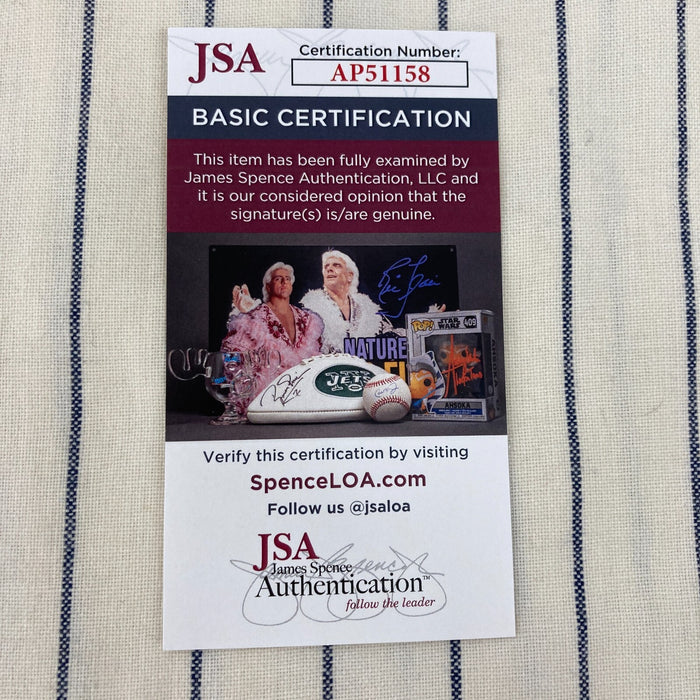 JSA
Certification Number:
AP51158
BASIC CERTIFICATION
This item has been fully examined by
James Spence Authentication, LLC and
it is our considered opinion that the
signature(s) is/are genuine.
NATURE
JETS
POP!
STAR WARS
409
AHSOKA
Verify this certification by visiting
SpenceLOA.com
Follow us @jsaloa
JSA
James Spence
Authentication™
follow the leader